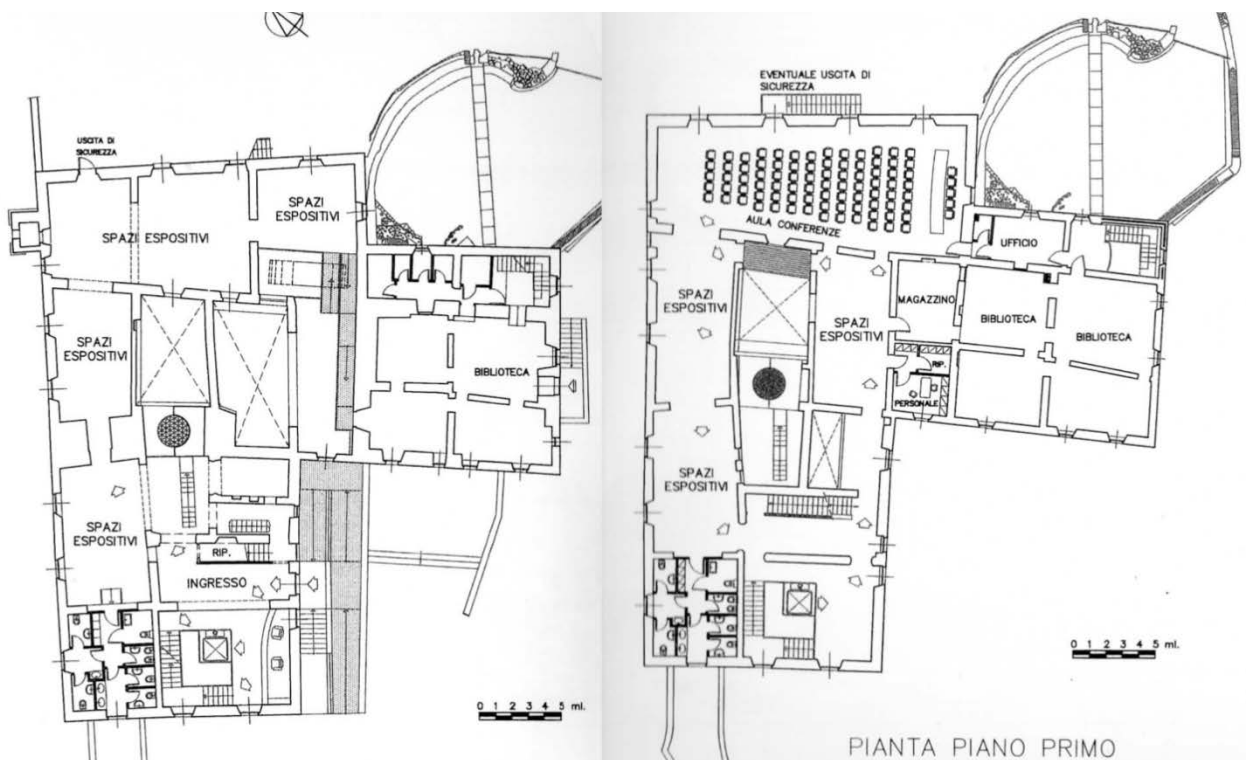 USCITA DI
SICUREZZA
SPAZI
ESPOSITIVI
SPAZI ESPOSITIVI
SPAZI
ESPOSITIVI
BIBLIOTECA
SPAZI
ESPOSITIVI
RIP.
INGRESSO
0 1 2 3 4 5 ml.
EVENTUALE USCITA DI
SICUREZZA
AULA CONFERENZE
UFFICIO
SPAZI
ESPOSITIVI
MAGAZZINO
SPAZI
ESPOSITIVI
BIBLIOTECA
BIBLIOTECA
RIP.
PERSONALE
SPAZI
ESPOSITIVI
0 1 2 3 4 5 ml.
PIANTA PIANO PRIMO